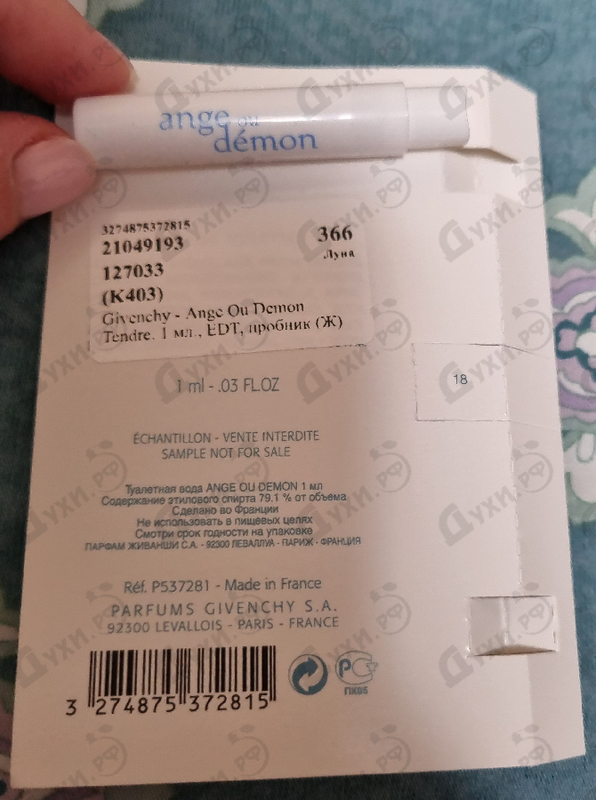 ange ou
démon
3274875372815
21049193
366
Луна
127033
(K403)
Givenchy - Ange Ou Demon
Tendre. 1 мл., EDT, пробник (Ж)
1 ml - .03 FL.OZ
18
ÉCHANTILLON - VENTE INTERDITE
SAMPLE NOT FOR SALE
Туалетная вода ANGE OU DEMON 1 мл
Содержание этилового спирта 79.1 % от объема
Сделано во Франции
Не использовать в пищевых целях
Смотри срок годности на упаковке
ПАРФАМ ЖИВАНШИ С.А. - 92300 ЛЕВАЛЛУА - ПАРИЖ - ФРАНЦИЯ
Réf. P537281 - Made in France
PARFUMS GIVENCHY S.A.
92300 LEVALLOIS - PARIS - FRANCE
3 274875 372815
РС
ПХ05
Духи.РФ